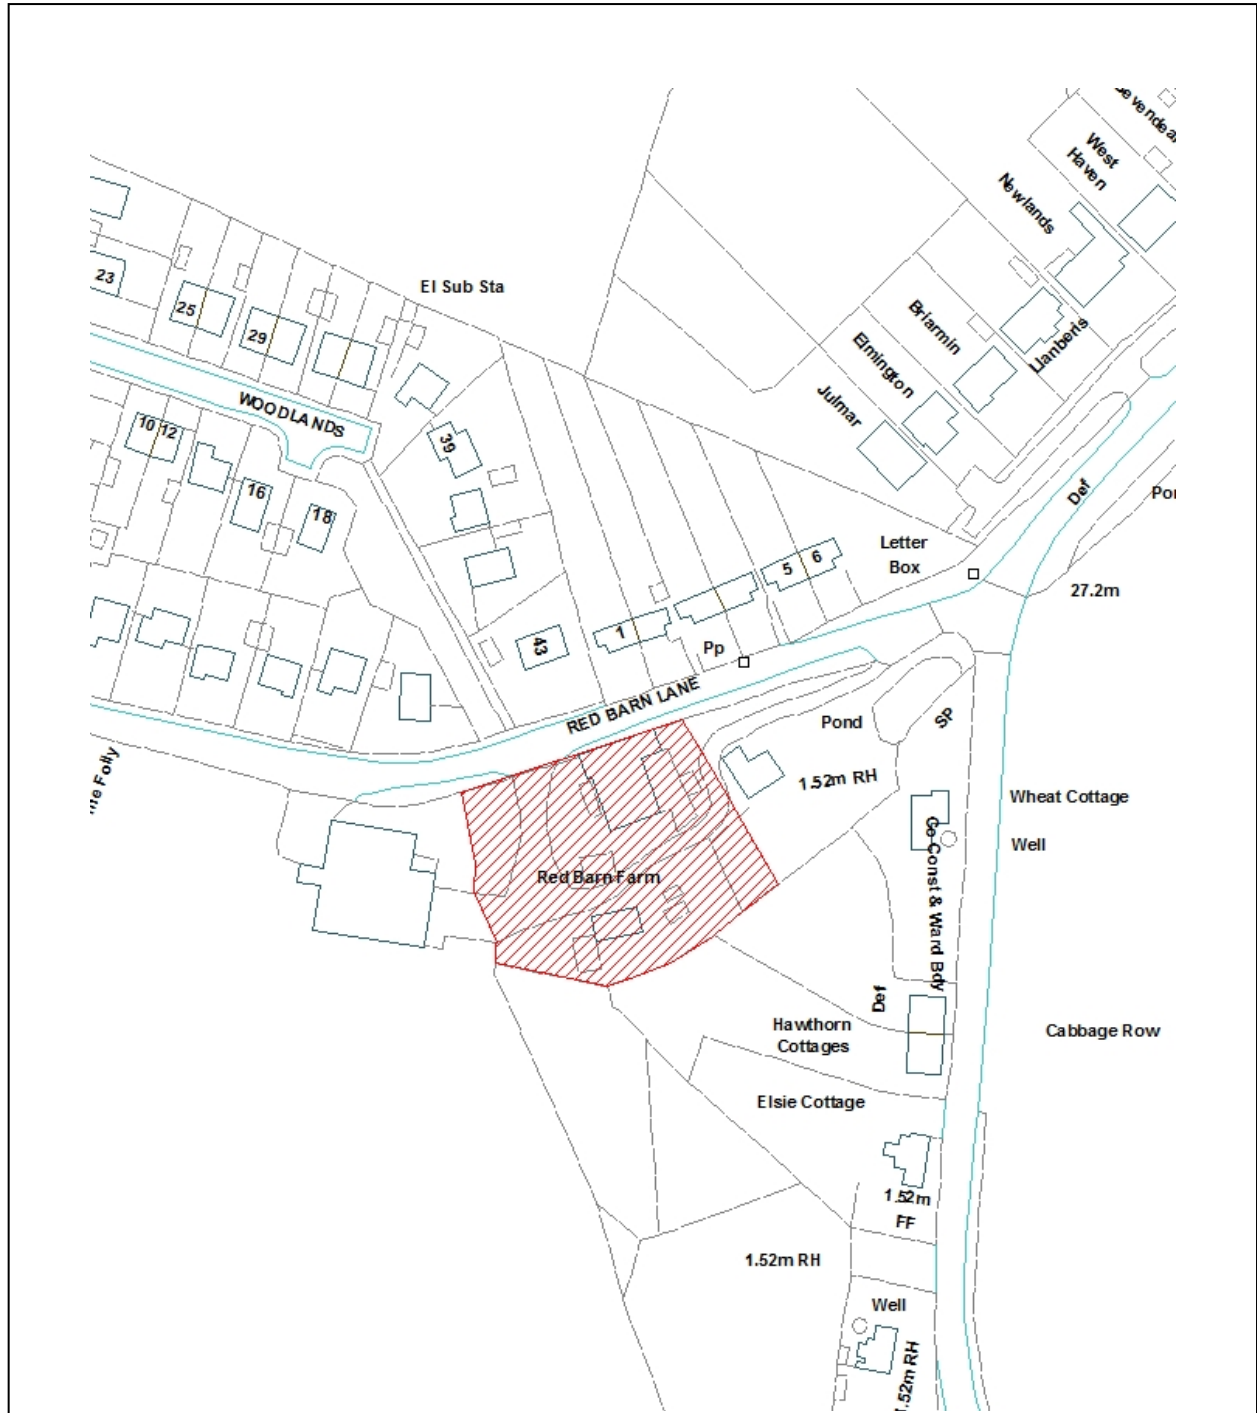 West
Haven
Newlands
El Sub Sta
23
25
29
Briarmin
Llanberis
Elmington
Julmar
WOODLANDS
10 12
39
16
18
Def
Letter
Box
5 6
27.2m
1
43
Pp
RED BARN LANE
Pond
SP
1.52m RH
Wheat Cottage
Well
Co Const & Ward Bdy
Red Barn Farm
Def
Hawthorn
Cottages
Cabbage Row
Elsie Cottage
1.52m
FF
1.52m RH
Well
1.52m RH
Folly